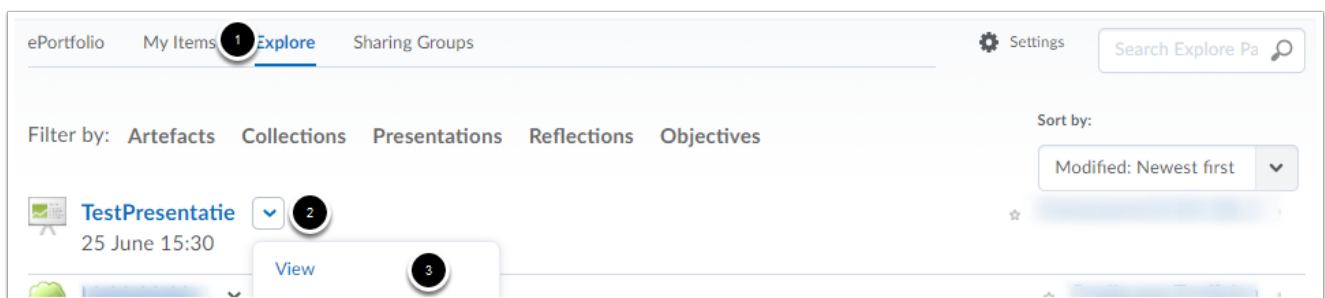 ePortfolio My Items 1 Explore Sharing Groups Settings Search Explore Pa
Filter by: Artefacts Collections Presentations Reflections Objectives
Sort by:
Modified: Newest first
TestPresentatie 2
25 June 15:30
View 3